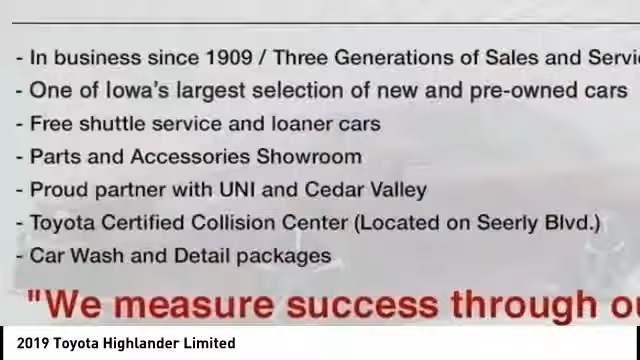 - In business since 1909 / Three Generations of Sales and Servi
- One of Iowa's largest selection of new and pre-owned cars
- Free shuttle service and loaner cars
- Parts and Accessories Showroom
- Proud partner with UNI and Cedar Valley
- Toyota Certified Collision Center (Located on Seerly Blvd.)
- Car Wash and Detail packages
"We measure success through ou
2019 Toyota Highlander Limited